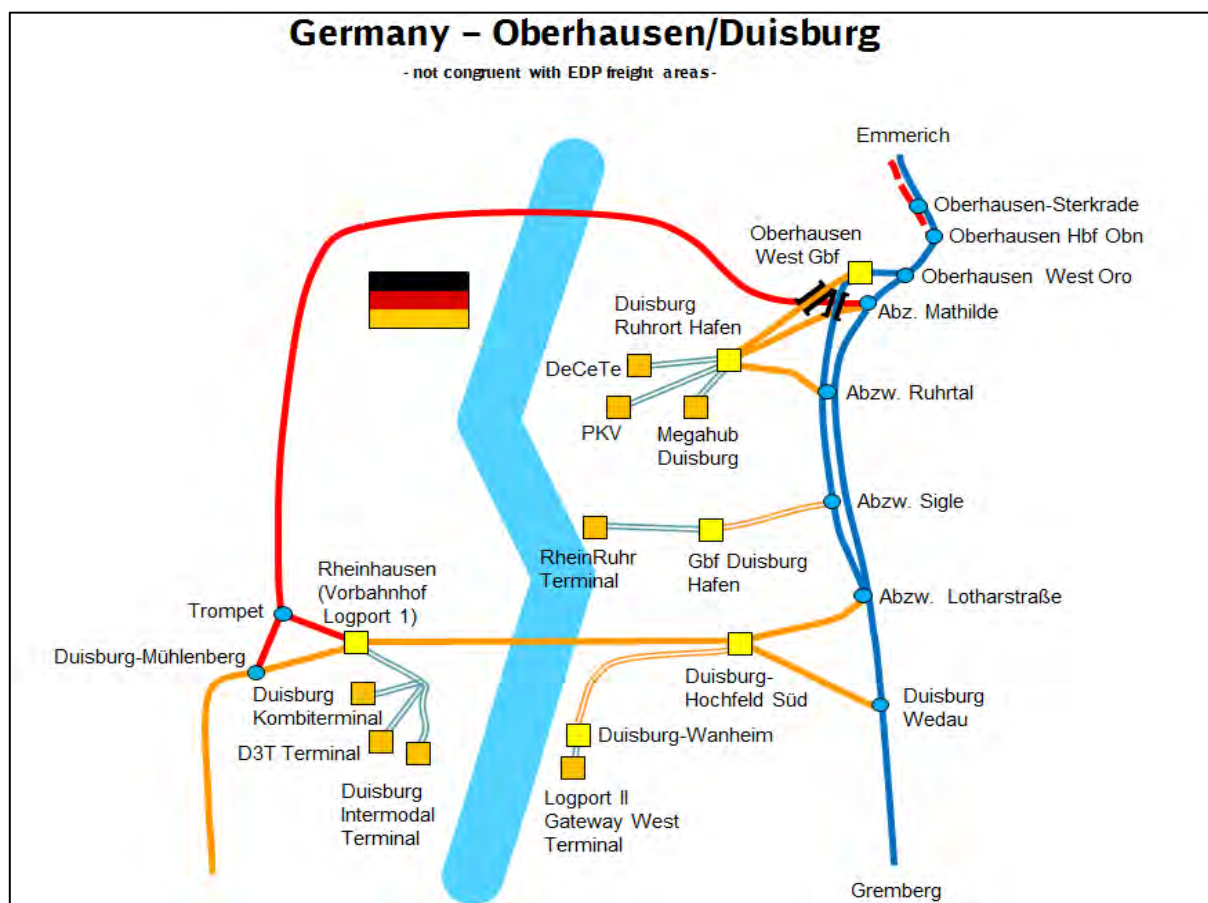 Germany – Oberhausen/Duisburg
- not congruent with EDP freight areas-
Emmerich
Oberhausen-Sterkrade
Oberhausen Hbf Obn
Oberhausen
West Gbf
Oberhausen West Oro
Abz. Mathilde
Duisburg
Ruhrort Hafen
DeCeTe
PKV
Megahub
Duisburg
Abzw. Ruhrtal
Abzw. Sigle
RheinRuhr
Terminal
Gbf Duisburg
Hafen
Rheinhausen
(Vorbahnhof
Logport 1)
Trompet
Abzw. Lotharstraße
Duisburg-Mühlenberg
Duisburg
Kombiterminal
D3T Terminal
Duisburg
Intermodal
Terminal
Duisburg-
Hochfeld Süd
Duisburg
Wedau
Duisburg-Wanheim
Logport II
Gateway West
Terminal
Gremberg